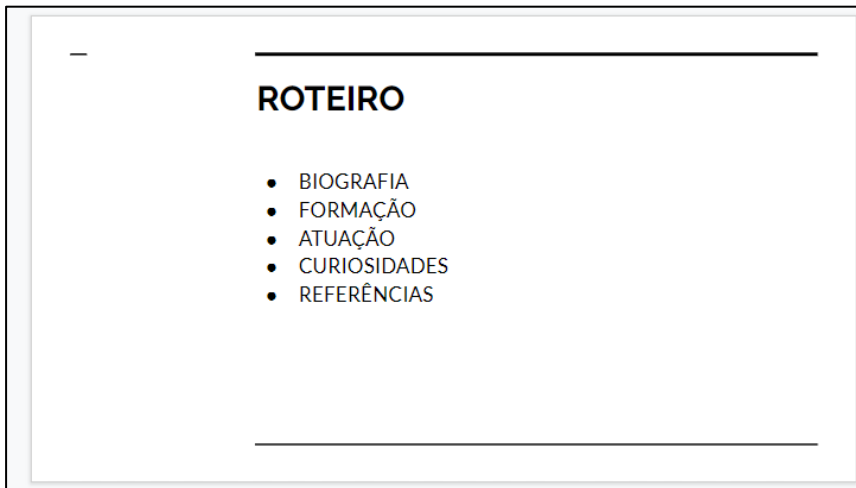 ROTEIRO
● BIOGRAFIA
● FORMAÇÃO
● ATUAÇÃO
● CURIOSIDADES
● REFERÊNCIAS